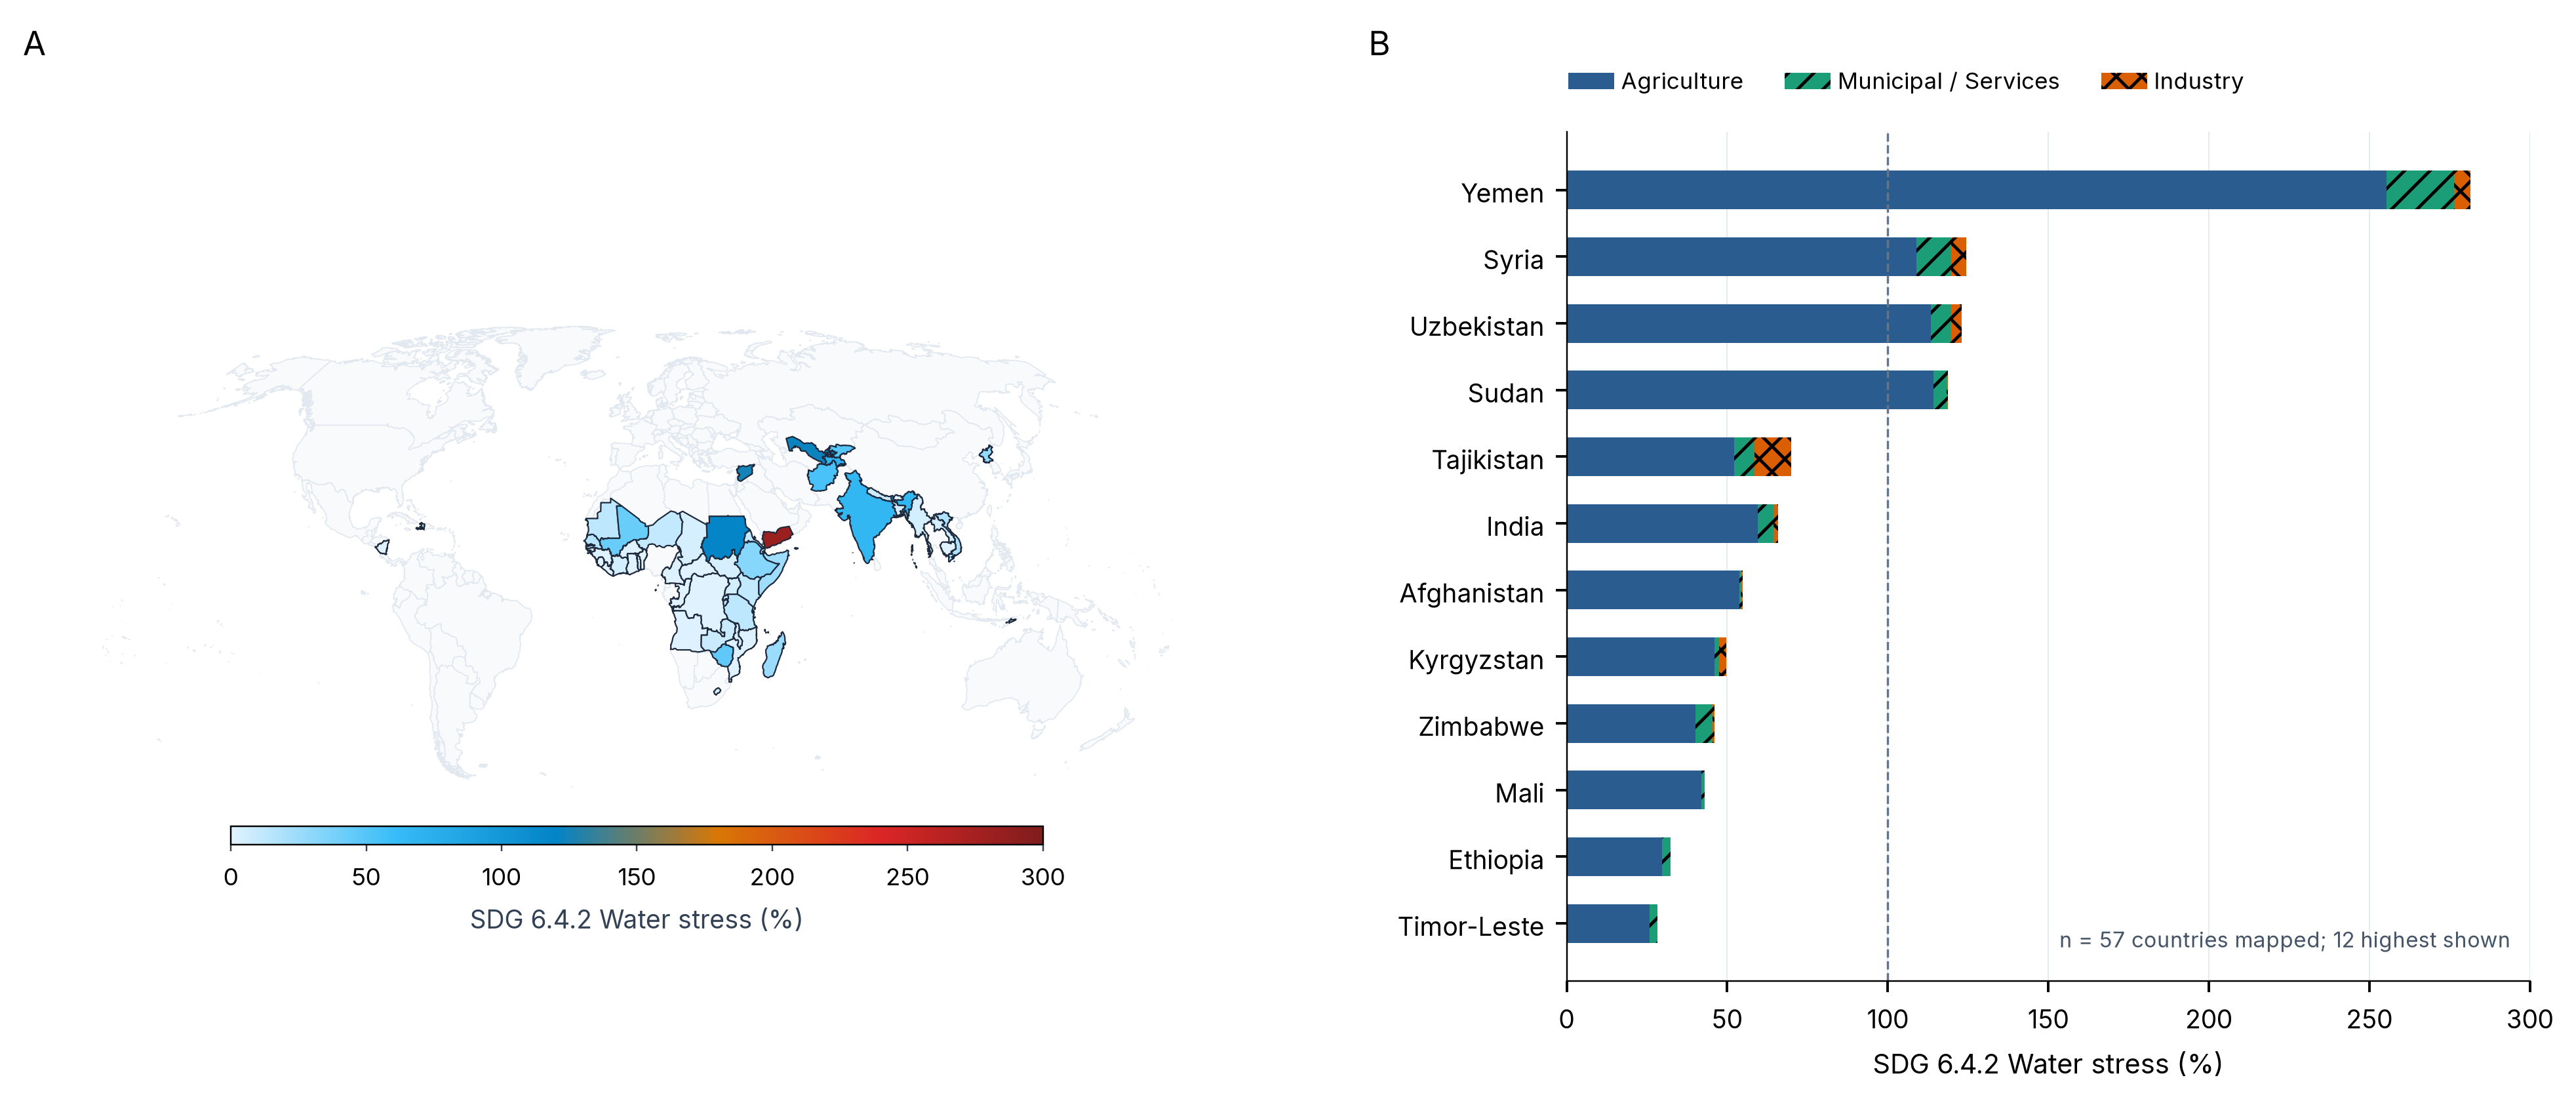 A
0 50 100 150 200 250 300
SDG 6.4.2 Water stress (%)
B
Agriculture Municipal / Services Industry
Yemen
Syria
Uzbekistan
Sudan
Tajikistan
India
Afghanistan
Kyrgyzstan
Zimbabwe
Mali
Ethiopia
Timor-Leste
n = 57 countries mapped; 12 highest shown
0 50 100 150 200 250 300
SDG 6.4.2 Water stress (%)